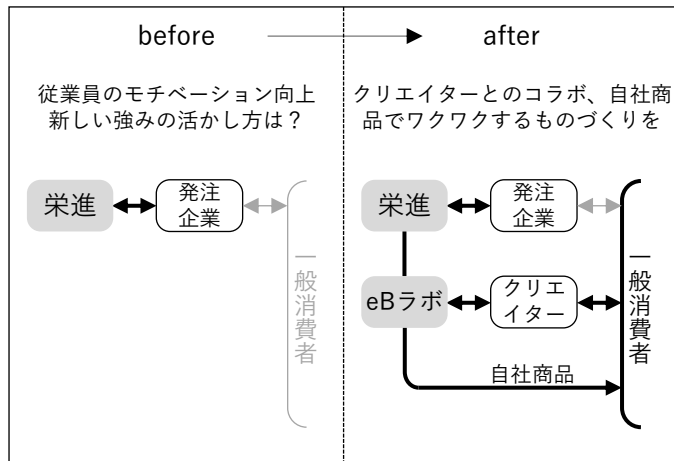 before
after
従業員のモチベーション向上
新しい強みの活かし方は？
クリエイターとのコラボ、自社商
品でワクワクするものづくりを
栄進
発注
企業
一般消費者
栄進
発注
企業
eBラボ
クリエ
イター
自社商品
一般消費者